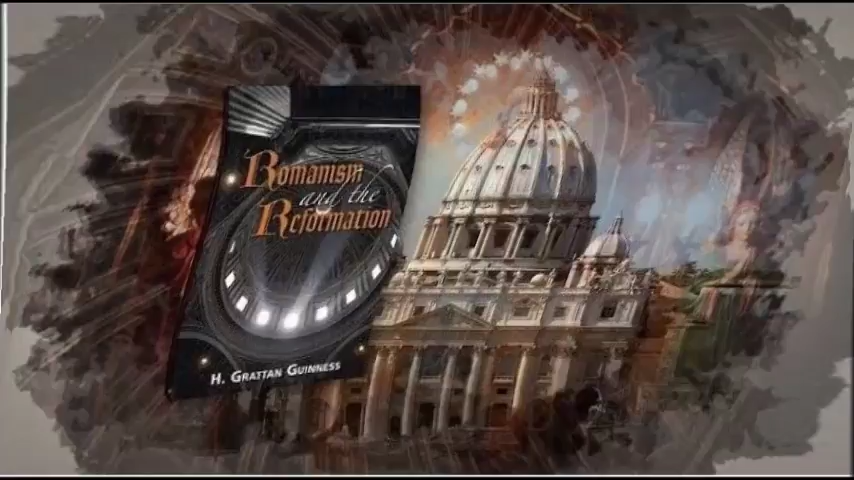 Romanism
and the
Reformation
H. GRATTAN GUINNESS